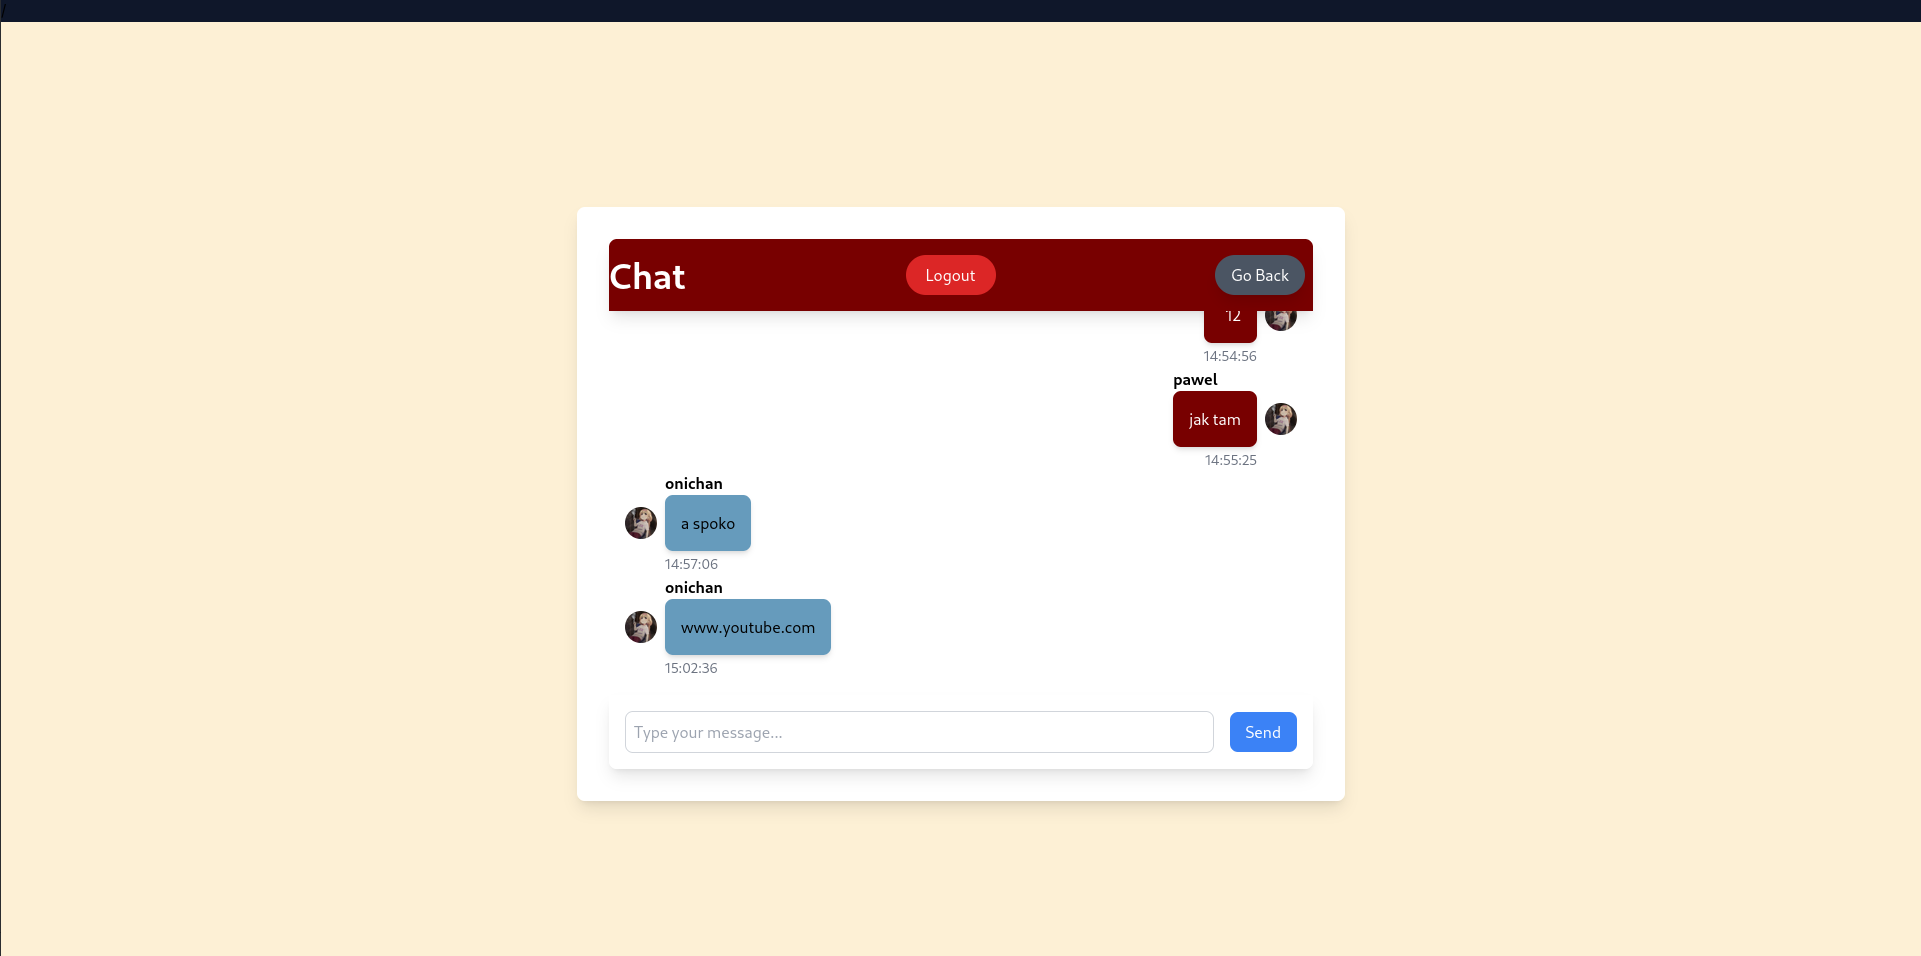 Chat
Logout
Go Back
12
14:54:56
pawel
jak tam
14:55:25
onichan
a spoko
14:57:06
onichan
www.youtube.com
15:02:36
Type your message...
Send